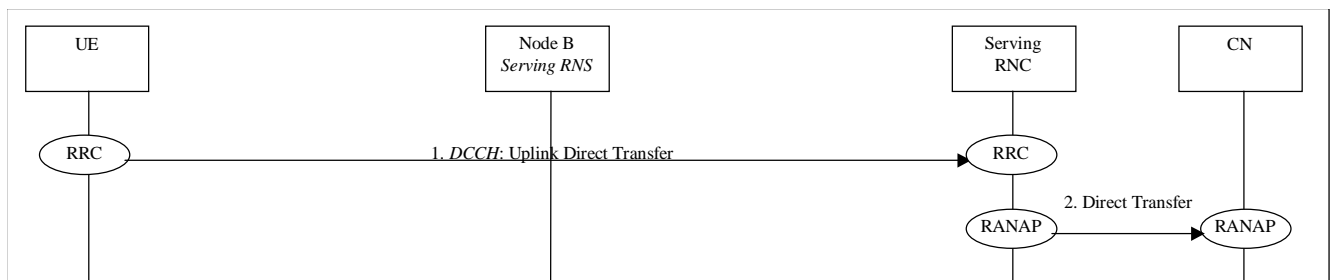 UE
Node B
Serving RNS
Serving
RNC
CN
RRC
1. DCCH: Uplink Direct Transfer
RRC
2. Direct Transfer
RANAP
RANAP